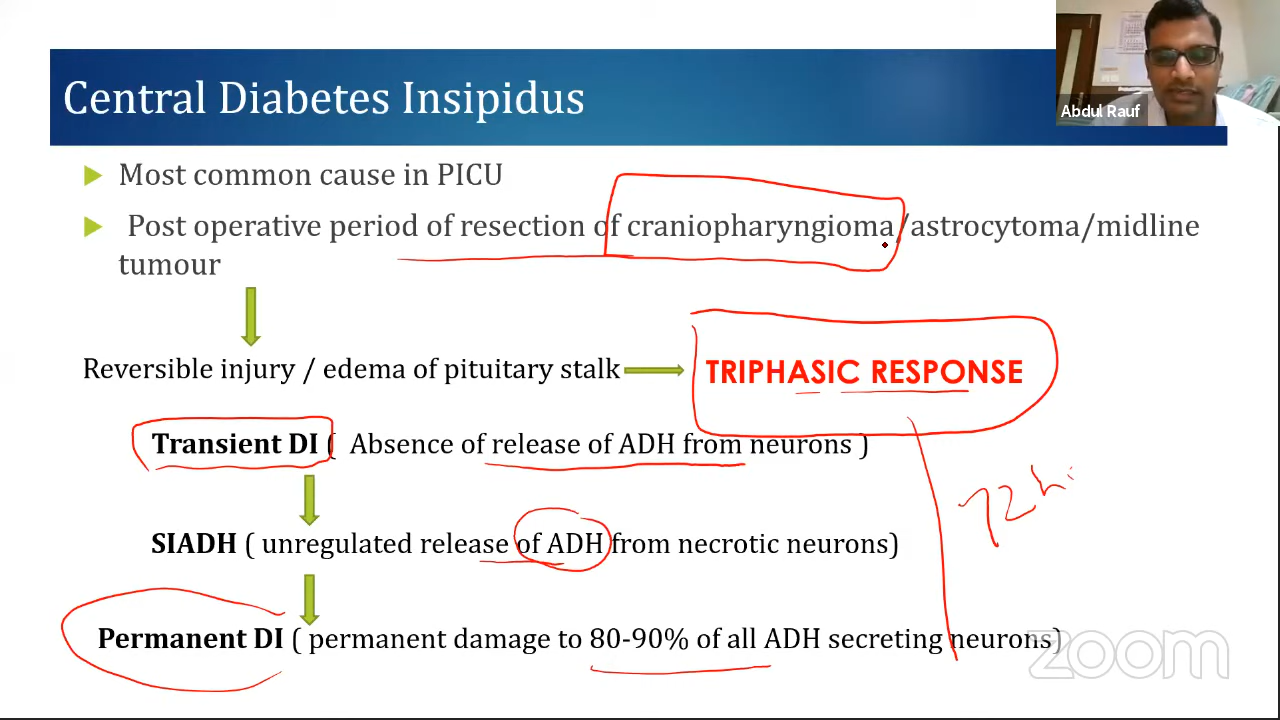 Central Diabetes Insipidus
Abdul Rauf
Most common cause in PICU
Post operative period of resection of craniopharyngioma/astrocytoma/midline
tumour
Reversible injury / edema of pituitary stalk
TRIPHASIC RESPONSE
Transient DI ( Absence of release of ADH from neurons )
72 hr
SIADH ( unregulated release of ADH from necrotic neurons)
Permanent DI ( permanent damage to 80-90% of all ADH secreting neurons)
zoom